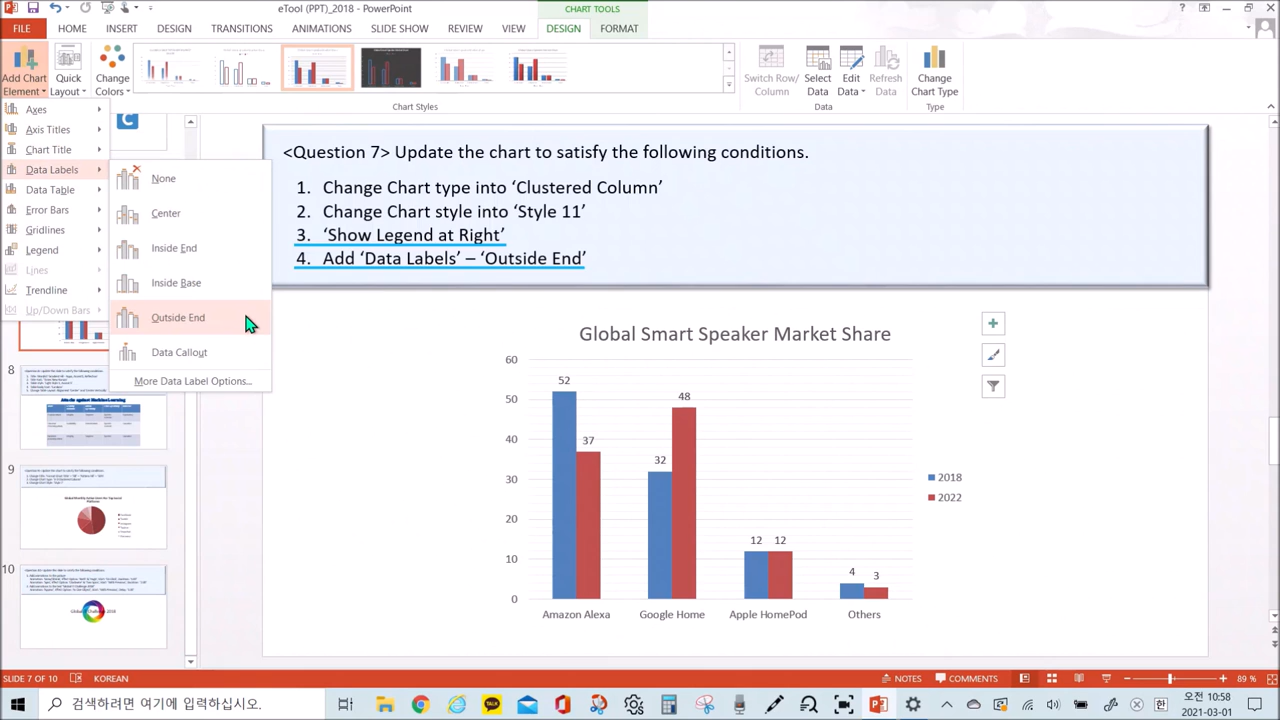 eTool (PPT)_2018 - PowerPoint
CHART TOOLS
FILE
HOME
INSERT
DESIGN
TRANSITIONS
ANIMATIONS
SLIDE SHOW
REVIEW
VIEW
DESIGN
FORMAT
Add Chart
Element
Quick
Layout
Change
Colors
Switch Row/
Column
Select
Data
Edit
Data
Refresh
Data
Change
Chart Type
Chart Styles
Data
Type
Axes
Axis Titles
Chart Title
Data Labels
Data Table
Error Bars
Gridlines
Legend
Lines
Trendline
Up/Down Bars
None
Center
Inside End
Inside Base
Outside End
Data Callout
More Data Label Options...
C
8
9
10
<Question 7> Update the chart to satisfy the following conditions.
1. Change Chart type into ‘Clustered Column’
2. Change Chart style into ‘Style 11’
3. ‘Show Legend at Right’
4. Add ‘Data Labels’ – ‘Outside End’
Global Smart Speaker Market Share
60
50
40
30
20
10
0
52
37
32
48
12
12
4
3
Amazon Alexa
Google Home
Apple HomePod
Others
2018
2022
SLIDE 7 OF 10
KOREAN
NOTES
COMMENTS
89 %
검색하려면 여기에 입력하십시오.
TALK
한
오전 10:58
2021-03-01